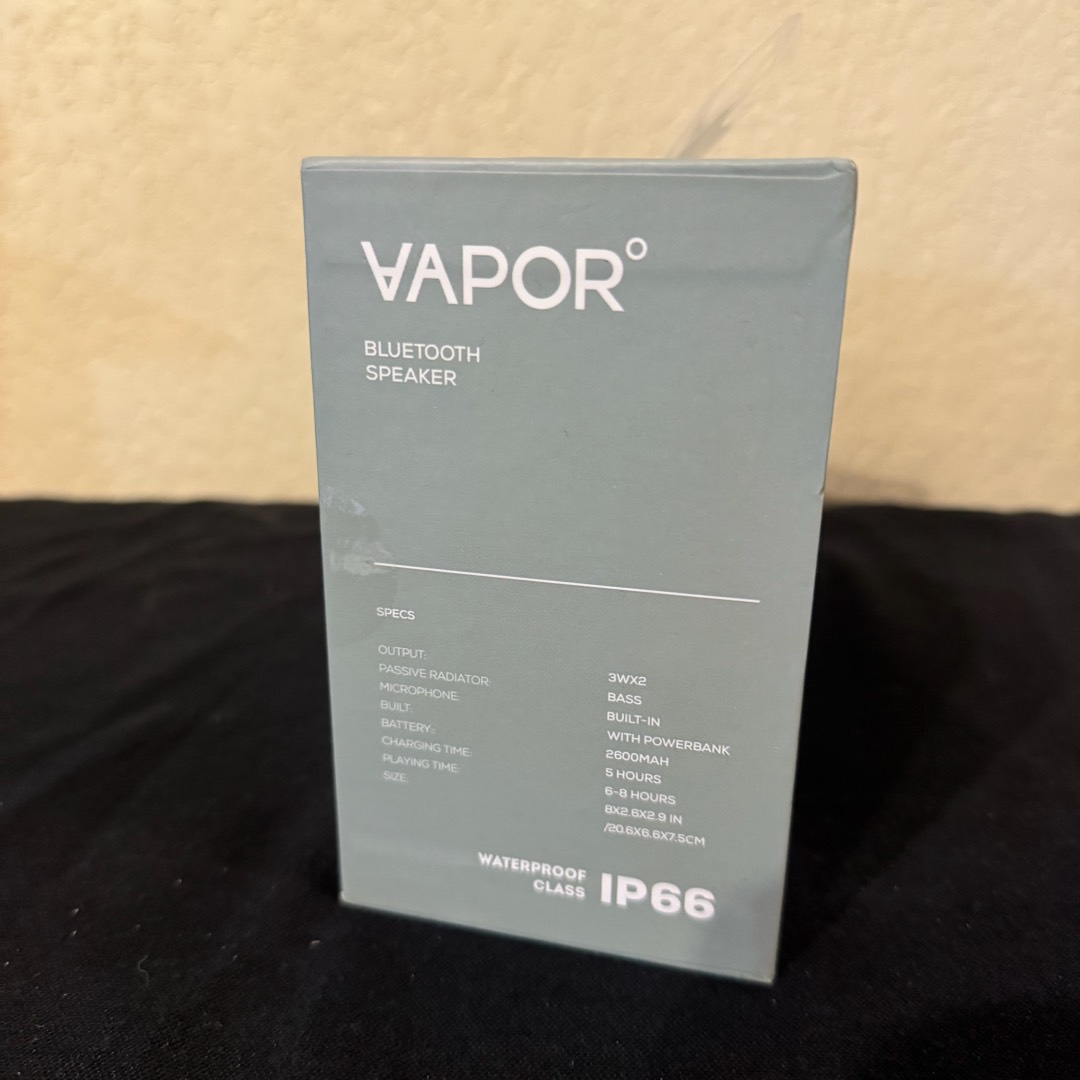 VAPOR°
BLUETOOTH
SPEAKER
SPECS
OUTPUT: 3WX2
PASSIVE RADIATOR: BASS
MICROPHONE: BUILT-IN
BUILT: WITH POWERBANK
BATTERY: 2600MAH
CHARGING TIME: 5 HOURS
PLAYING TIME: 6-8 HOURS
SIZE: 8X2.6X2.9 IN
/20.6X6.6X7.5CM
WATERPROOF
CLASS IP66